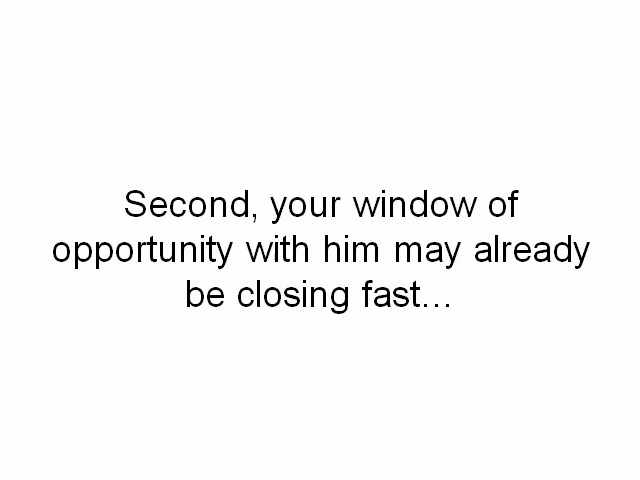 Second, your window of
opportunity with him may already
be closing fast...